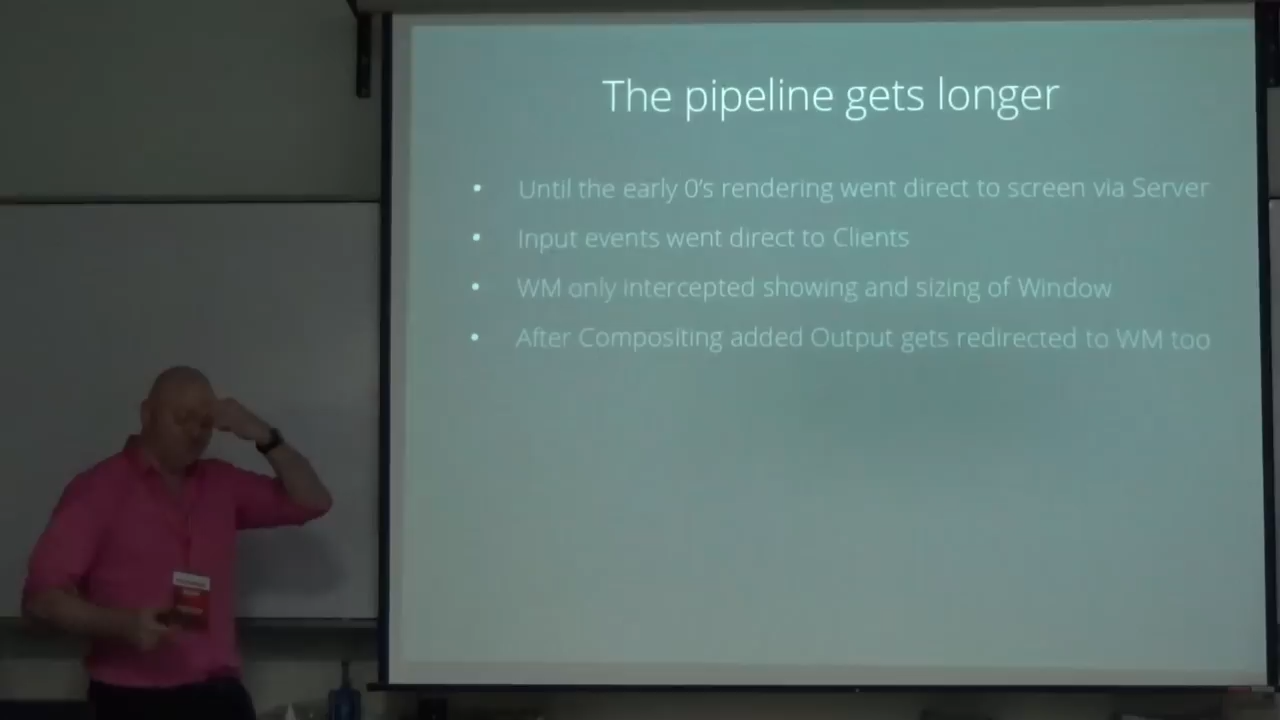 The pipeline gets longer
• Until the early 0's rendering went direct to screen via Server
• Input events went direct to Clients
• WM only intercepted showing and sizing of Window
• After Compositing added Output gets redirected to WM too